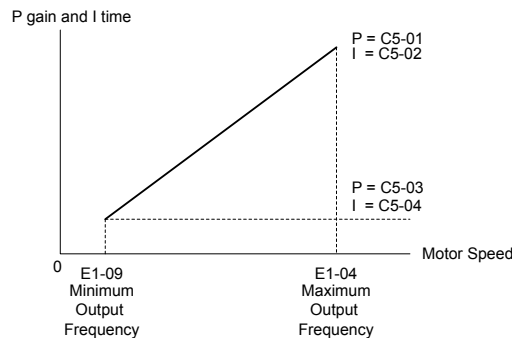 P gain and I time
P = C5-01
I = C5-02
P = C5-03
I = C5-04
Motor Speed
0
E1-09
Minimum
Output
Frequency
E1-04
Maximum
Output
Frequency